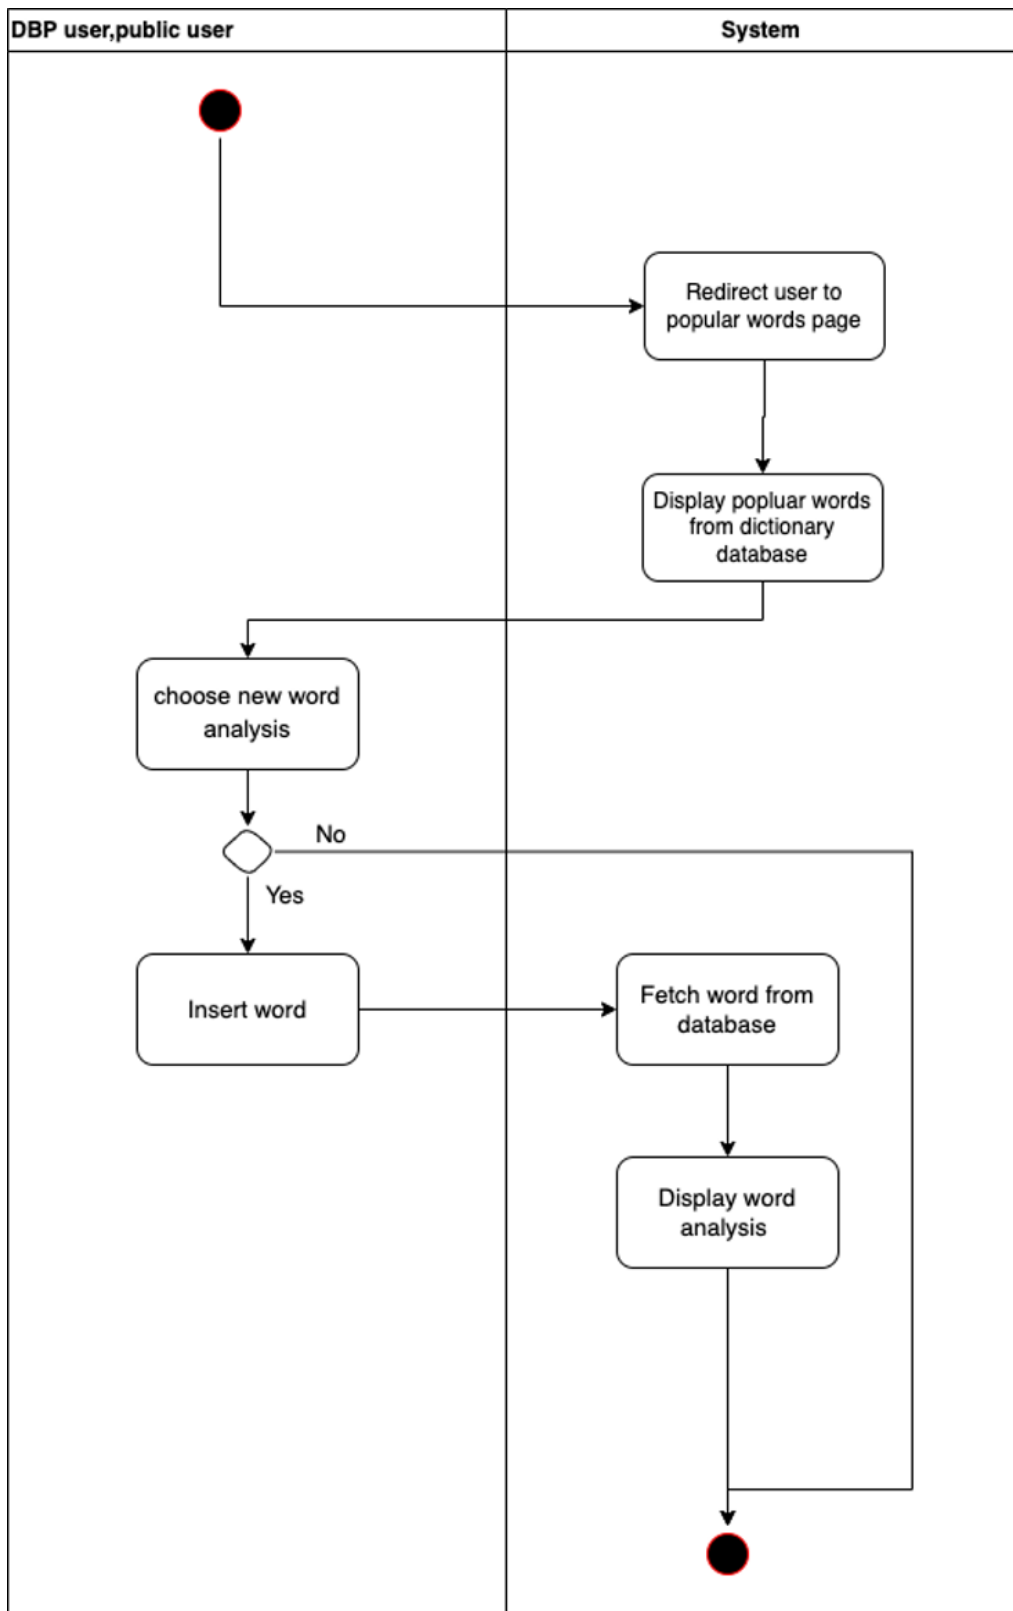 DBP user,public user
System
Redirect user to
popular words page
Display popluar words
from dictionary
database
choose new word
analysis
No
Yes
Insert word
Fetch word from
database
Display word
analysis